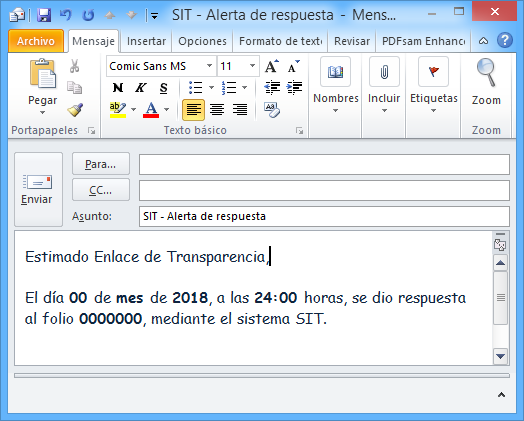 SIT - Alerta de respuesta - Mens...
Archivo Mensaje Insertar Opciones Formato de texto Revisar PDFsam Enhance
Pegar
Portapapeles
Comic Sans MS 11
N K S
ab A Aa
Texto básico
Nombres
Incluir
Etiquetas
Zoom
Zoom
Enviar
Para...
CC...
Asunto: SIT - Alerta de respuesta
Estimado Enlace de Transparencia,
El día 00 de mes de 2018, a las 24:00 horas, se dio respuesta
al folio 0000000, mediante el sistema SIT.